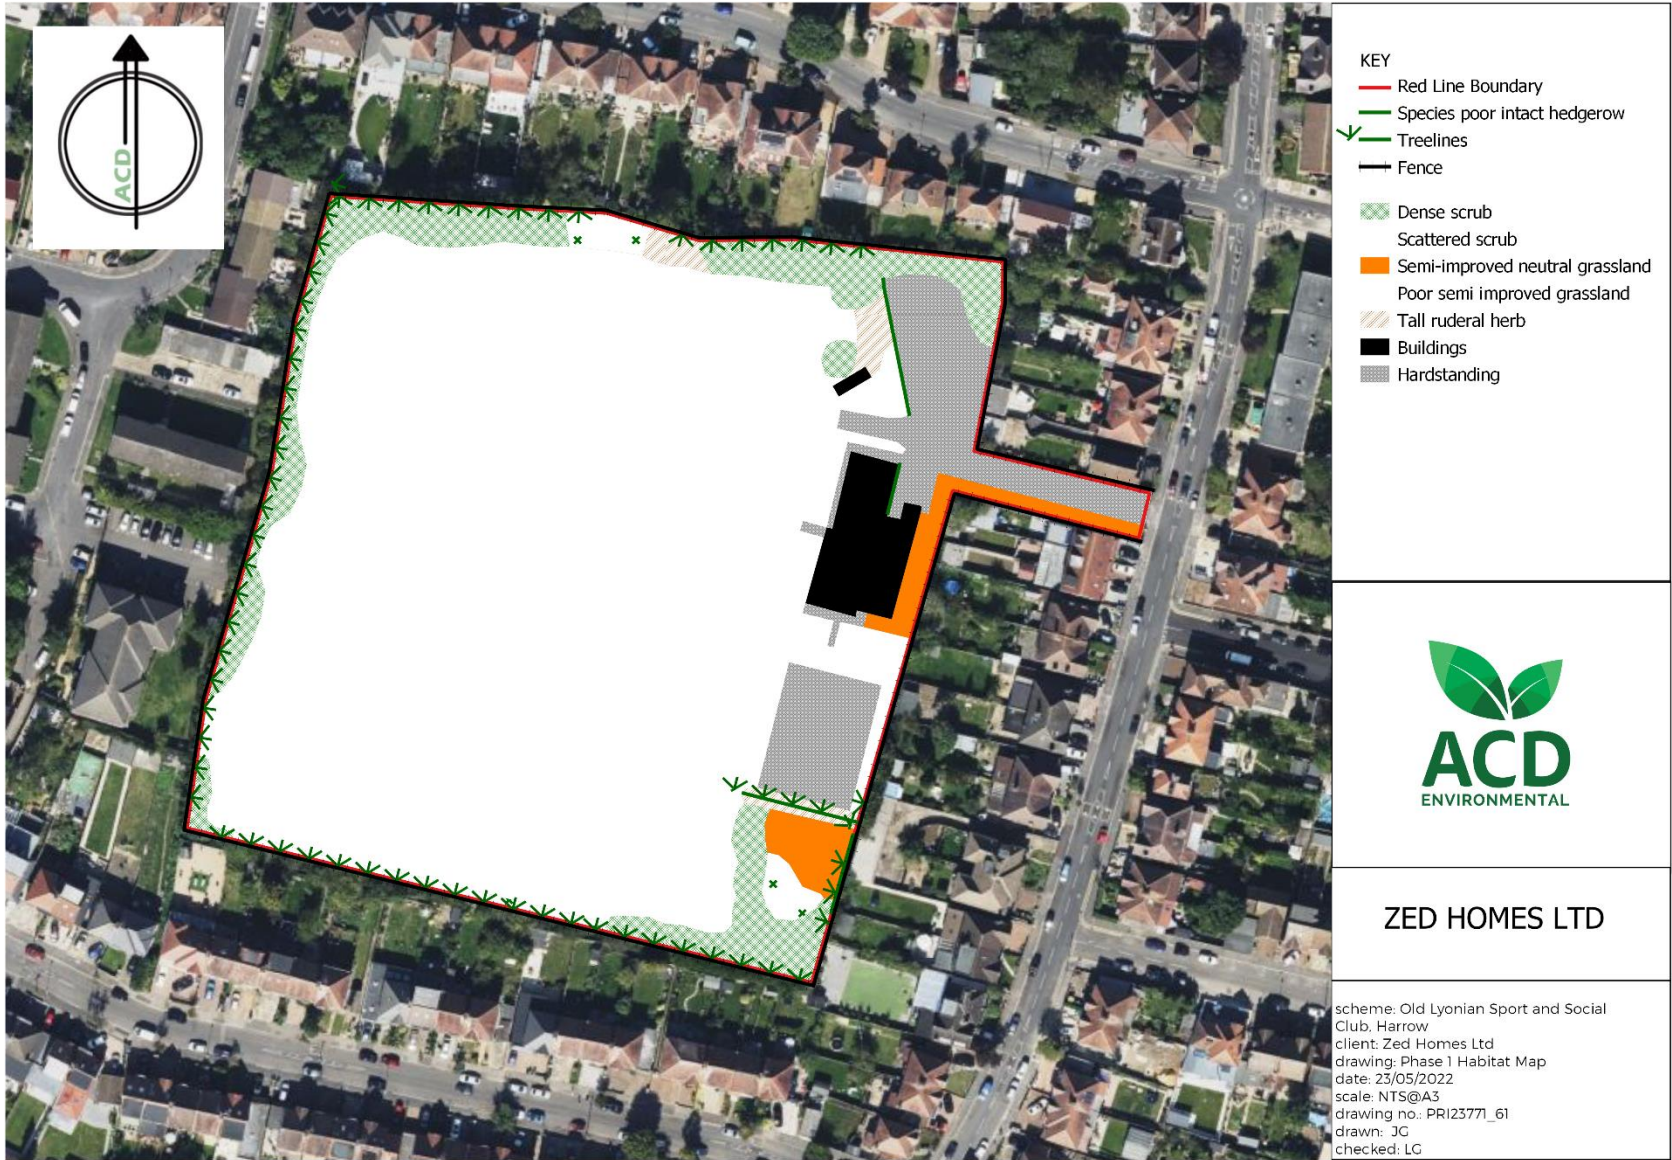 ACD
KEY
Red Line Boundary
Species poor intact hedgerow
Treelines
Fence
Dense scrub
Scattered scrub
Semi-improved neutral grassland
Poor semi improved grassland
Tall ruderal herb
Buildings
Hardstanding
ACD
ENVIRONMENTAL
ZED HOMES LTD
scheme: Old Lyonian Sport and Social
Club, Harrow
client: Zed Homes Ltd
drawing: Phase 1 Habitat Map
date: 23/05/2022
scale: NTS@A3
drawing no.: PRI23771_61
drawn: JG
checked: LG